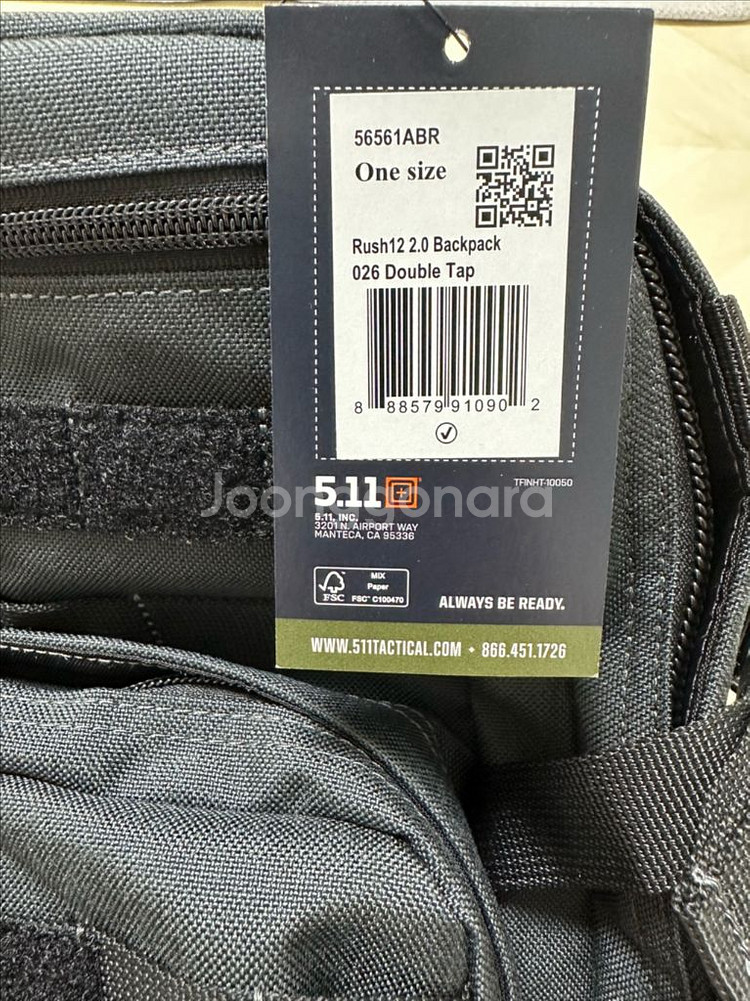 56561ABR
One size
Rush12 2.0 Backpack
026 Double Tap
8 88579 91090 2
5.11
TFINHT-10050
5.11, INC.
3201 N. AIRPORT WAY
MANTECA, CA 95336
Joonggonara
FSC
MIX
Paper
FSC™ C100470
ALWAYS BE READY.
WWW.511TACTICAL.COM • 866.451.1726